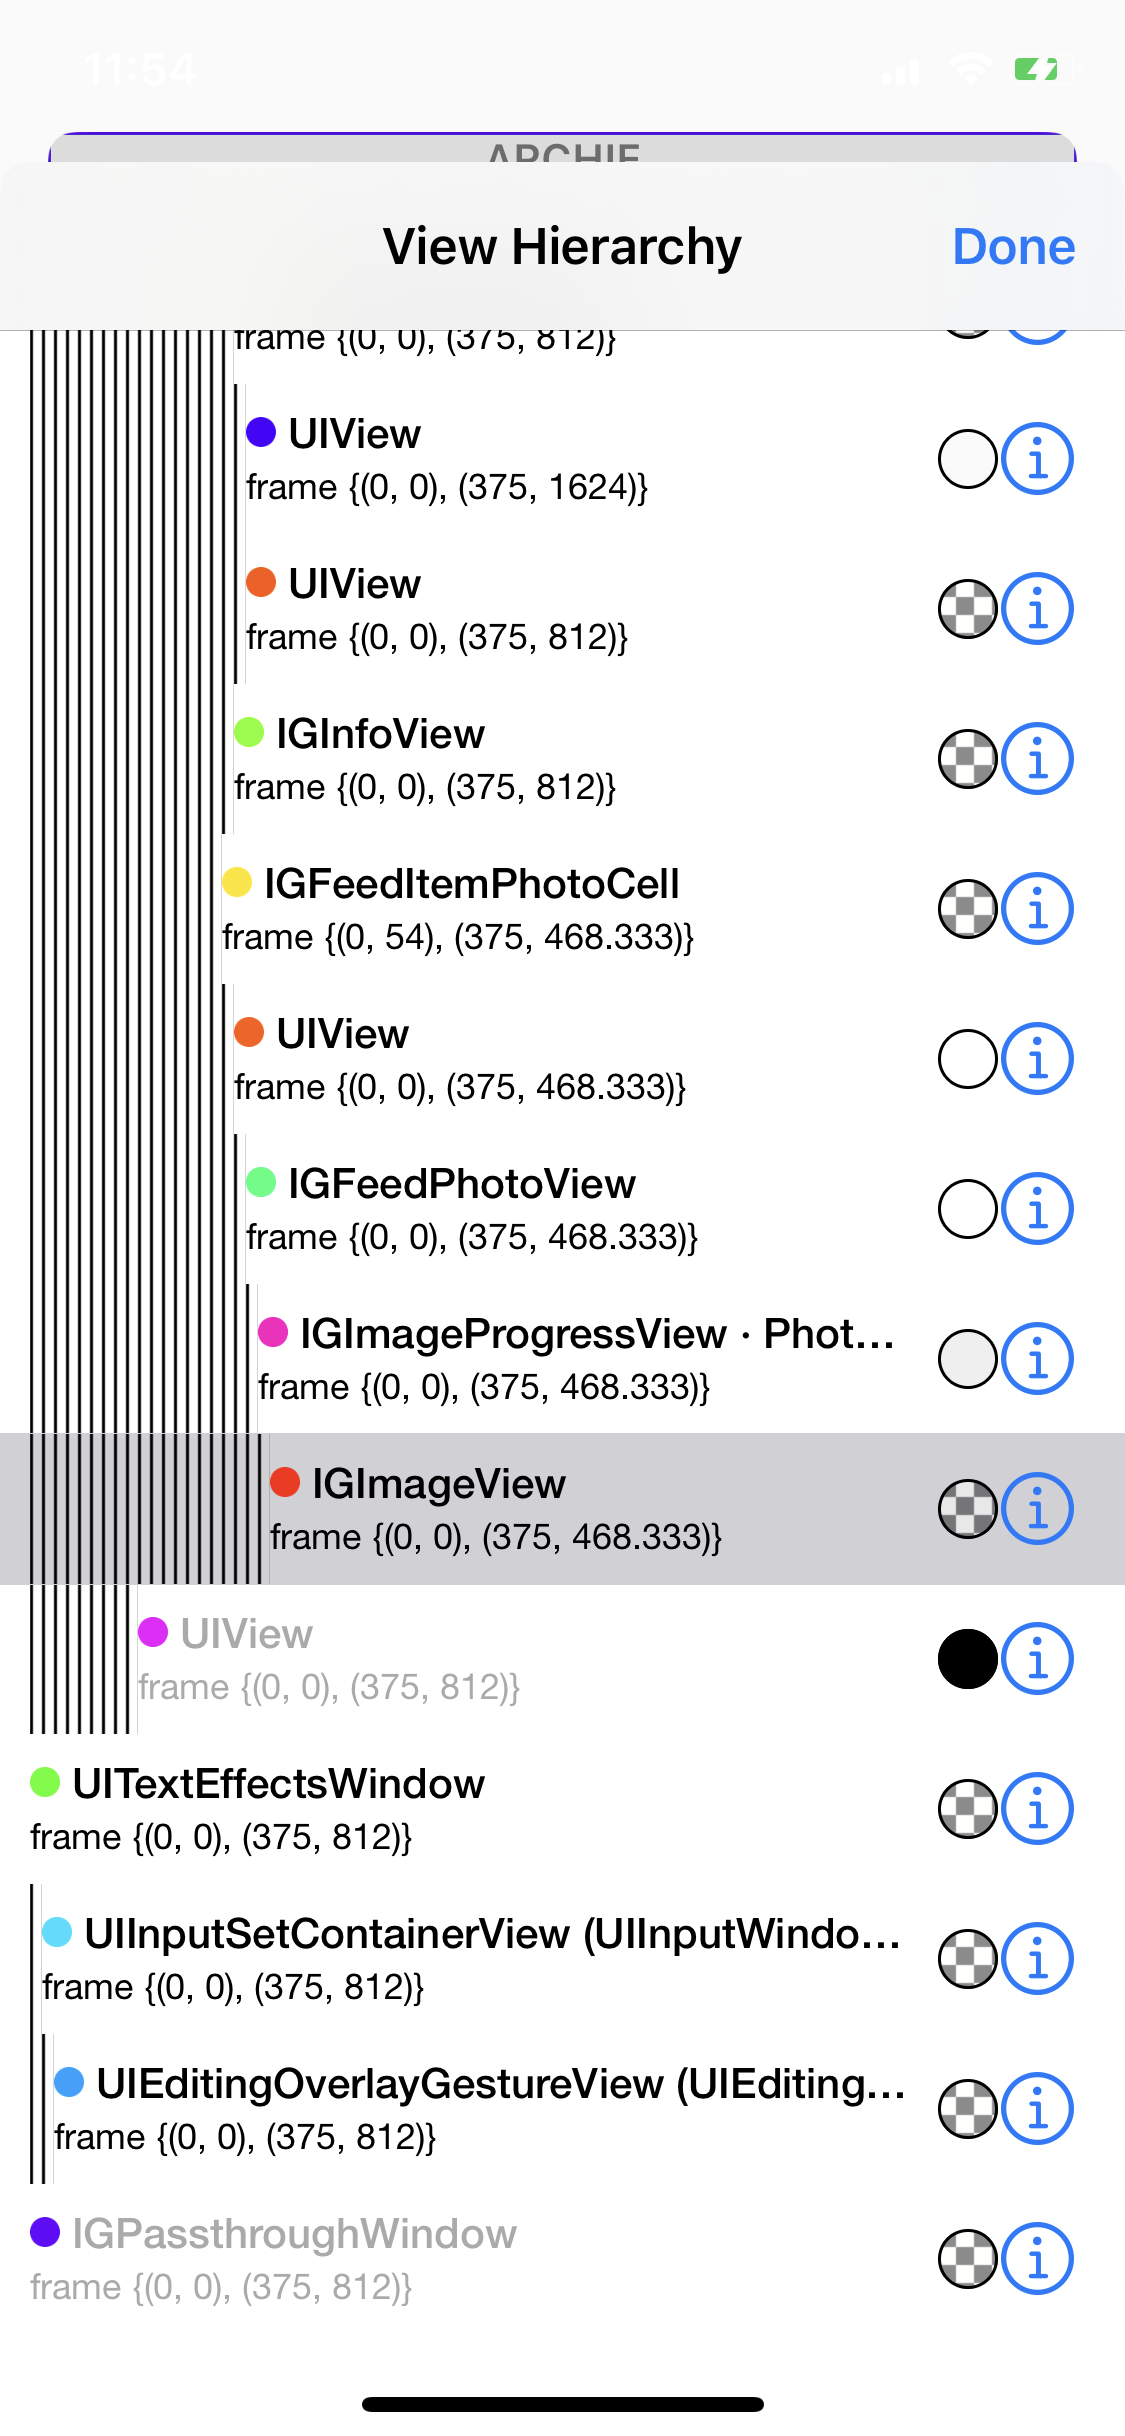 11:54
ARCHIE
View Hierarchy
Done
frame {(0, 0), (375, 812)}
UIView
frame {(0, 0), (375, 1624)}
UIView
frame {(0, 0), (375, 812)}
IGInfoView
frame {(0, 0), (375, 812)}
IGFeedItemPhotoCell
frame {(0, 54), (375, 468.333)}
UIView
frame {(0, 0), (375, 468.333)}
IGFeedPhotoView
frame {(0, 0), (375, 468.333)}
IGImageProgressView · Phot...
frame {(0, 0), (375, 468.333)}
IGImageView
frame {(0, 0), (375, 468.333)}
UIView
frame {(0, 0), (375, 812)}
UITextEffectsWindow
frame {(0, 0), (375, 812)}
UIInputSetContainerView (UIInputWindo...
frame {(0, 0), (375, 812)}
UIEditingOverlayGestureView (UIEditing...
frame {(0, 0), (375, 812)}
IGPassthroughWindow
frame {(0, 0), (375, 812)}